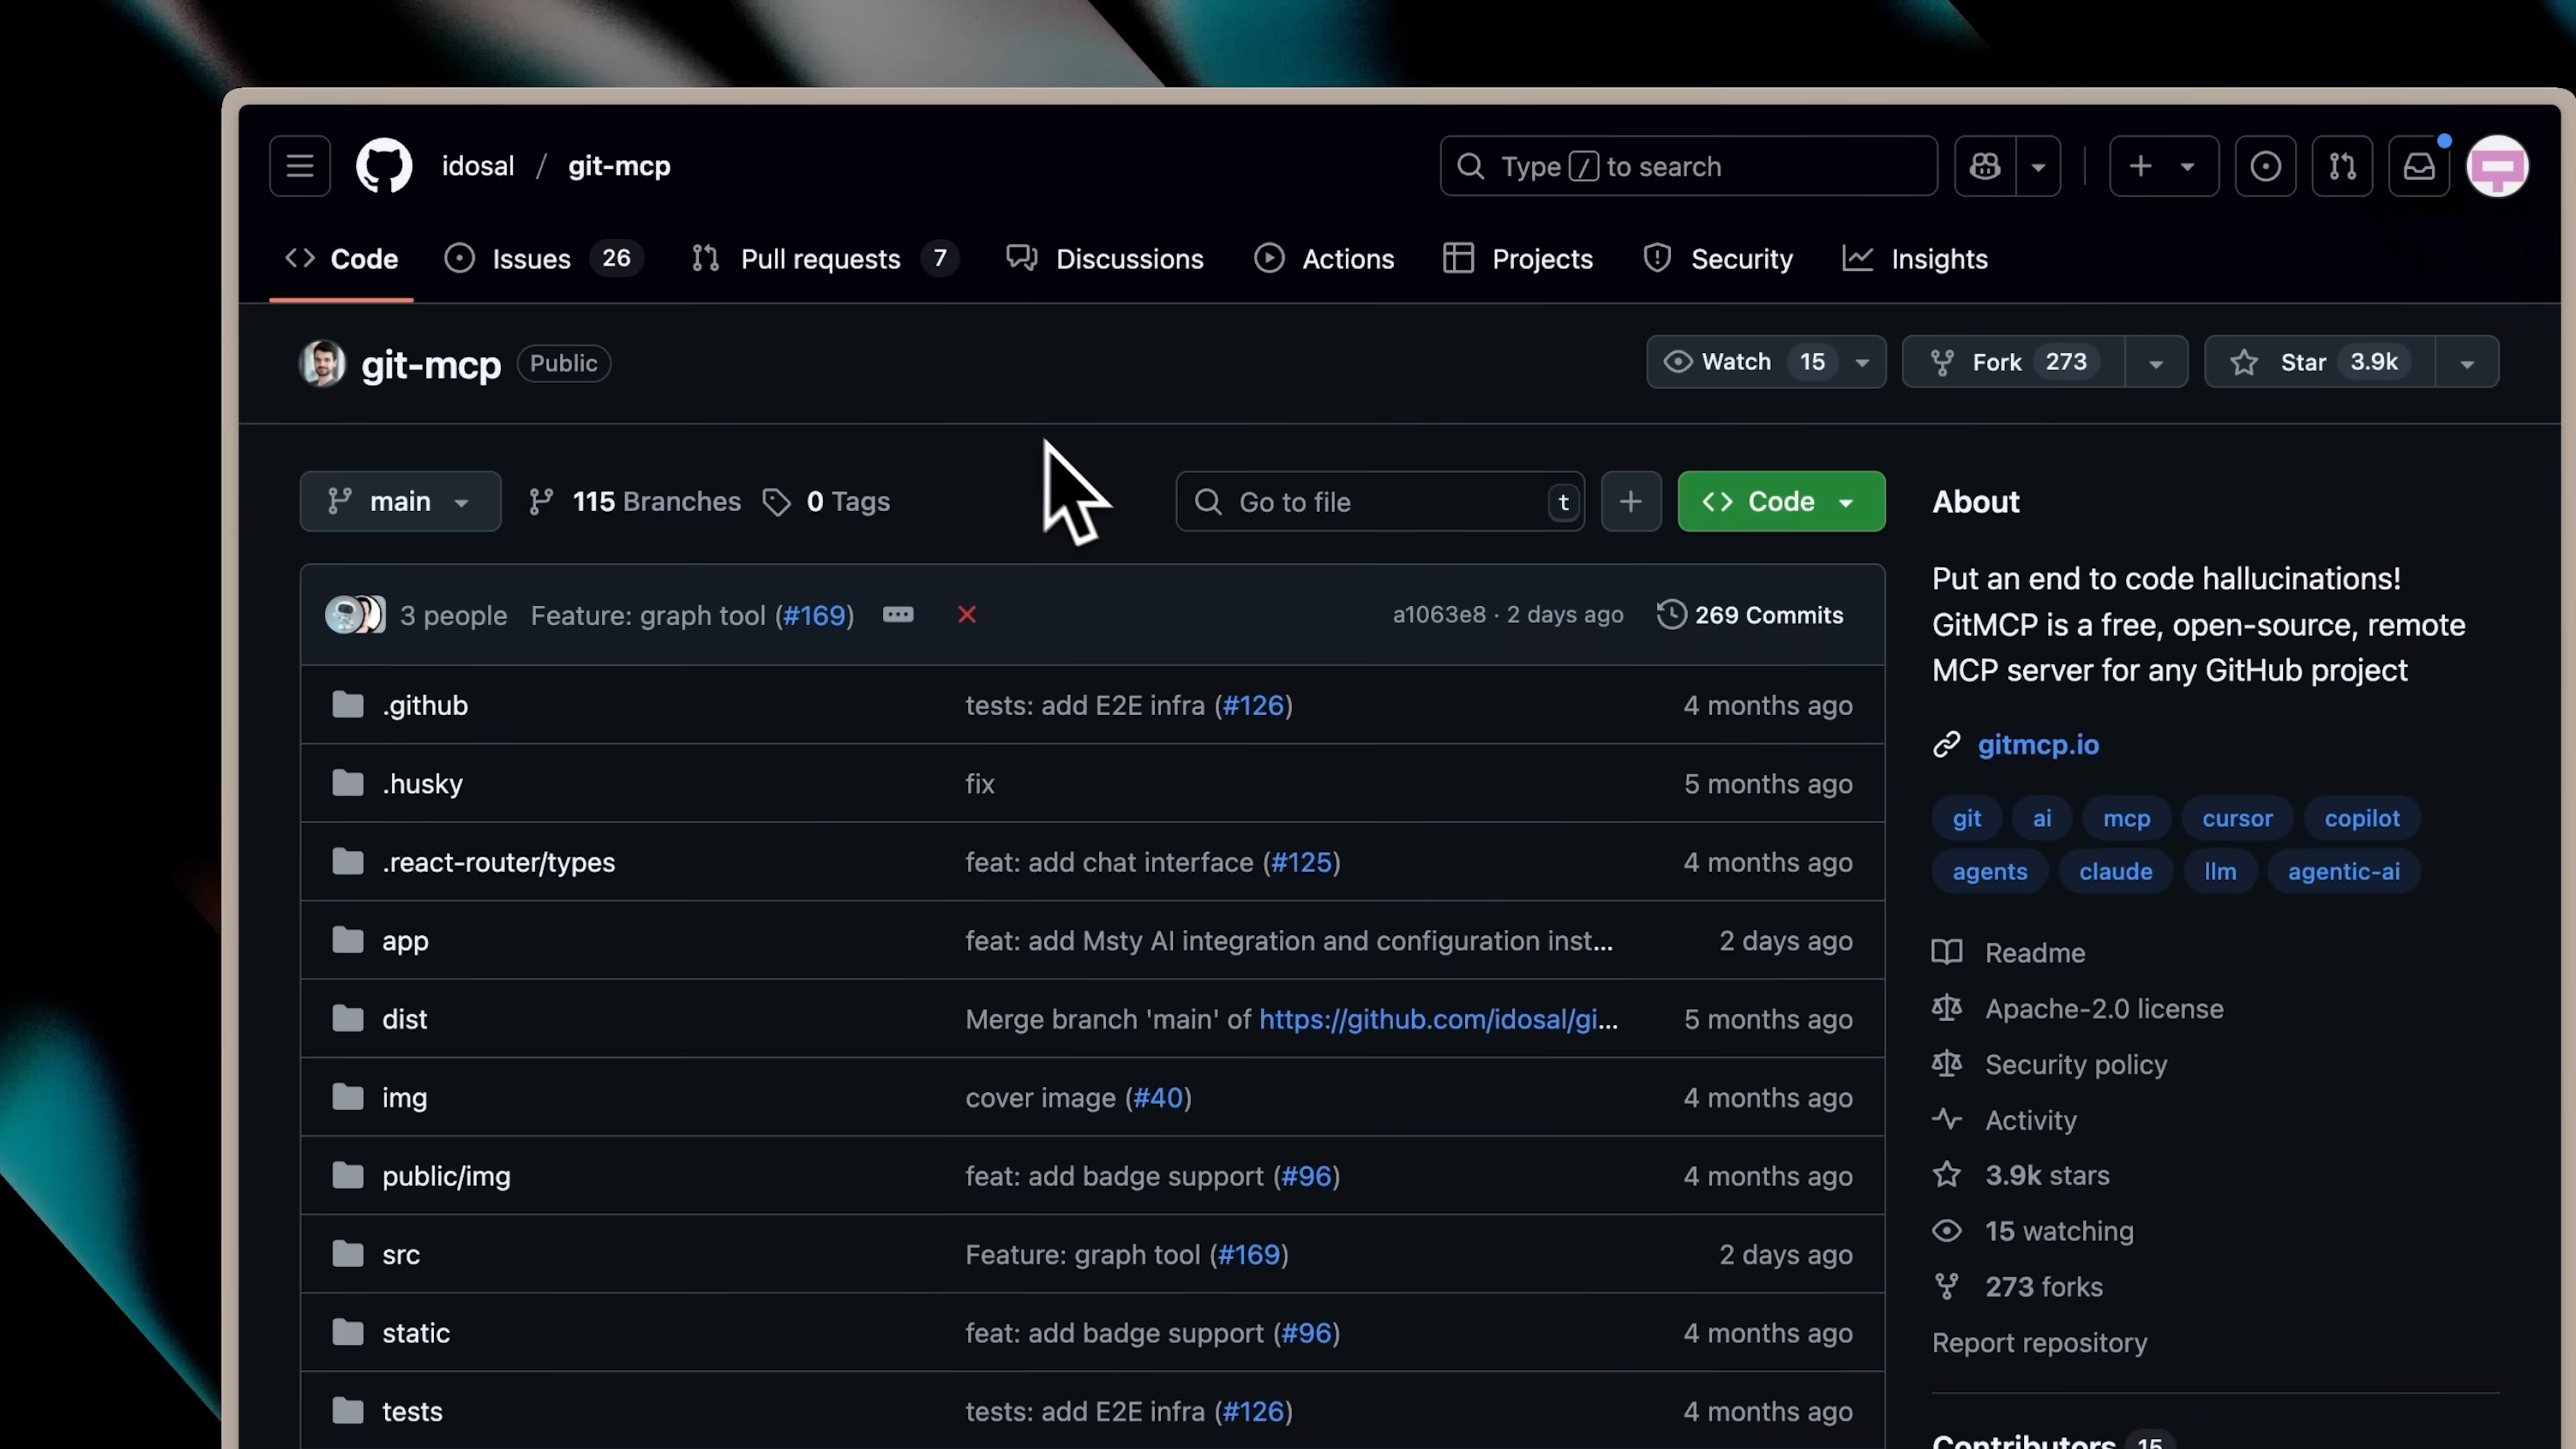 idosal / git-mcp
Type / to search
Code
Issues 26
Pull requests 7
Discussions
Actions
Projects
Security
Insights
git-mcp Public
Watch 15
Fork 273
Star 3.9k
main
115 Branches
0 Tags
Go to file t
Code
3 people Feature: graph tool (#169)
a1063e8 · 2 days ago
269 Commits
.github tests: add E2E infra (#126) 4 months ago
.husky fix 5 months ago
.react-router/types feat: add chat interface (#125) 4 months ago
app feat: add Msty AI integration and configuration inst... 2 days ago
dist Merge branch 'main' of https://github.com/idosal/gi... 5 months ago
img cover image (#40) 4 months ago
public/img feat: add badge support (#96) 4 months ago
src Feature: graph tool (#169) 2 days ago
static feat: add badge support (#96) 4 months ago
tests tests: add E2E infra (#126) 4 months ago
About
Put an end to code hallucinations!
GitMCP is a free, open-source, remote
MCP server for any GitHub project
gitmcp.io
git ai mcp cursor copilot
agents claude llm agentic-ai
Readme
Apache-2.0 license
Security policy
Activity
3.9k stars
15 watching
273 forks
Report repository
Contributors 15